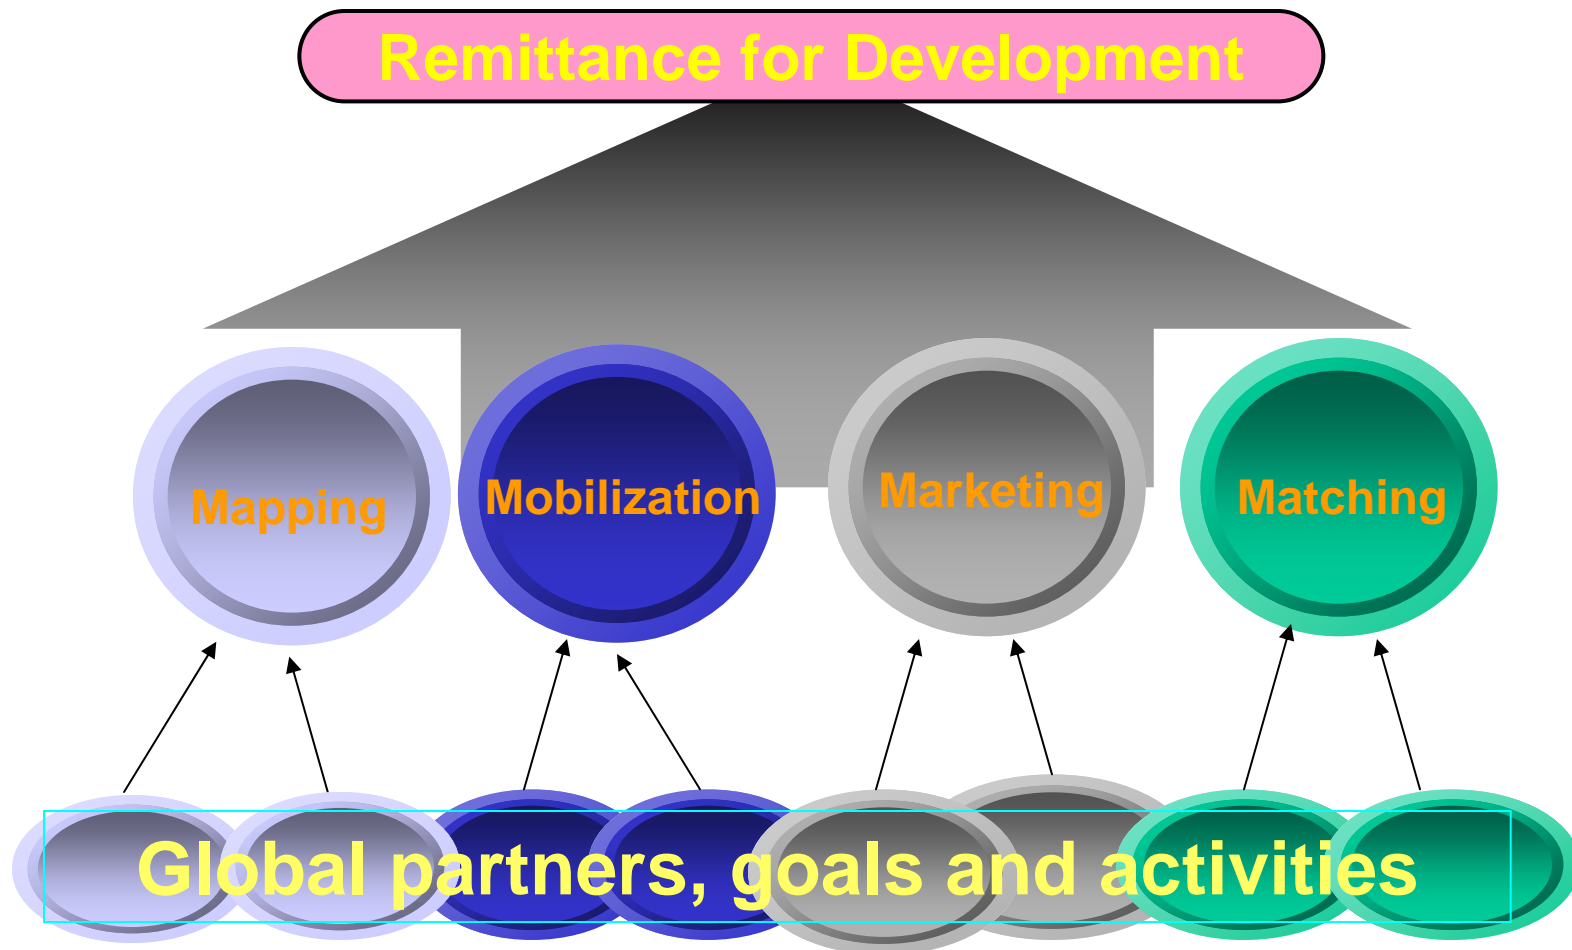 Remittance for Development
Mapping
Mobilization
Marketing
Matching
Global partners, goals and activities